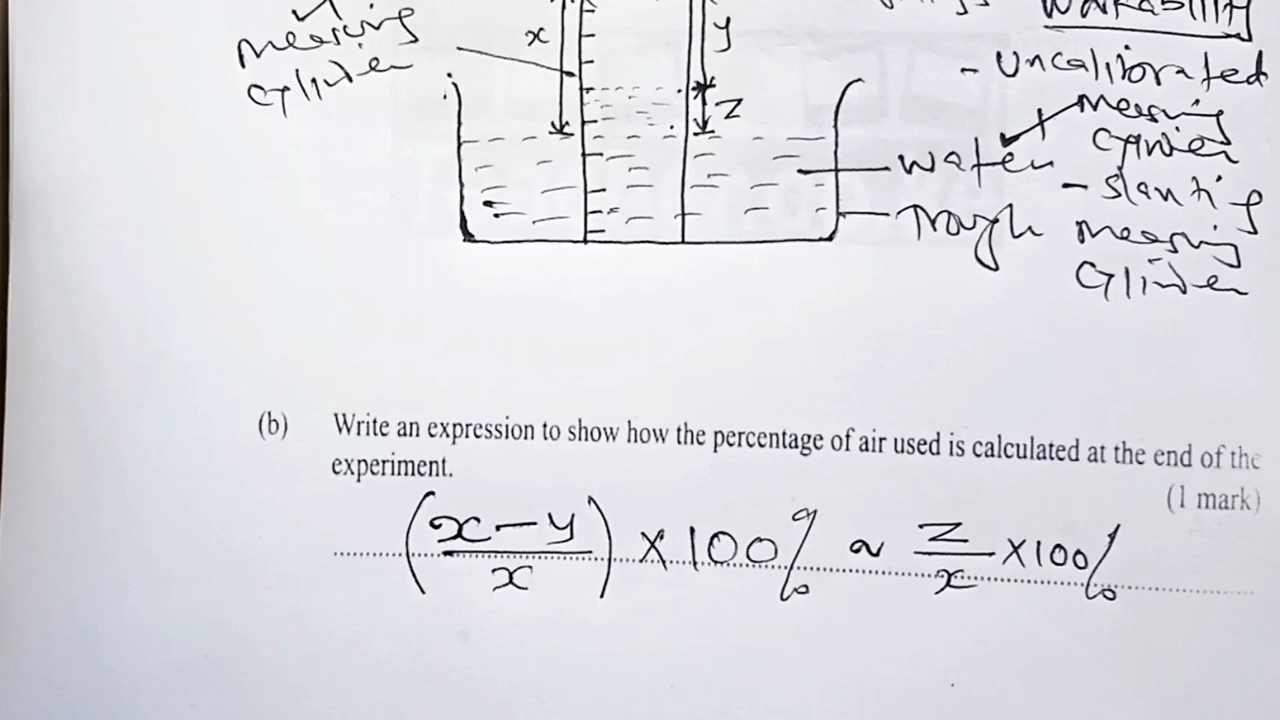 WORKABILITY
measuring
cylinder
x
y
z
- Uncalibrated
measuring
cylinder
water
- slanting
trough
measuring
cylinder
(b) Write an expression to show how the percentage of air used is calculated at the end of the
experiment.
(1 mark)
(x - y / x) × 100% or z/x × 100%